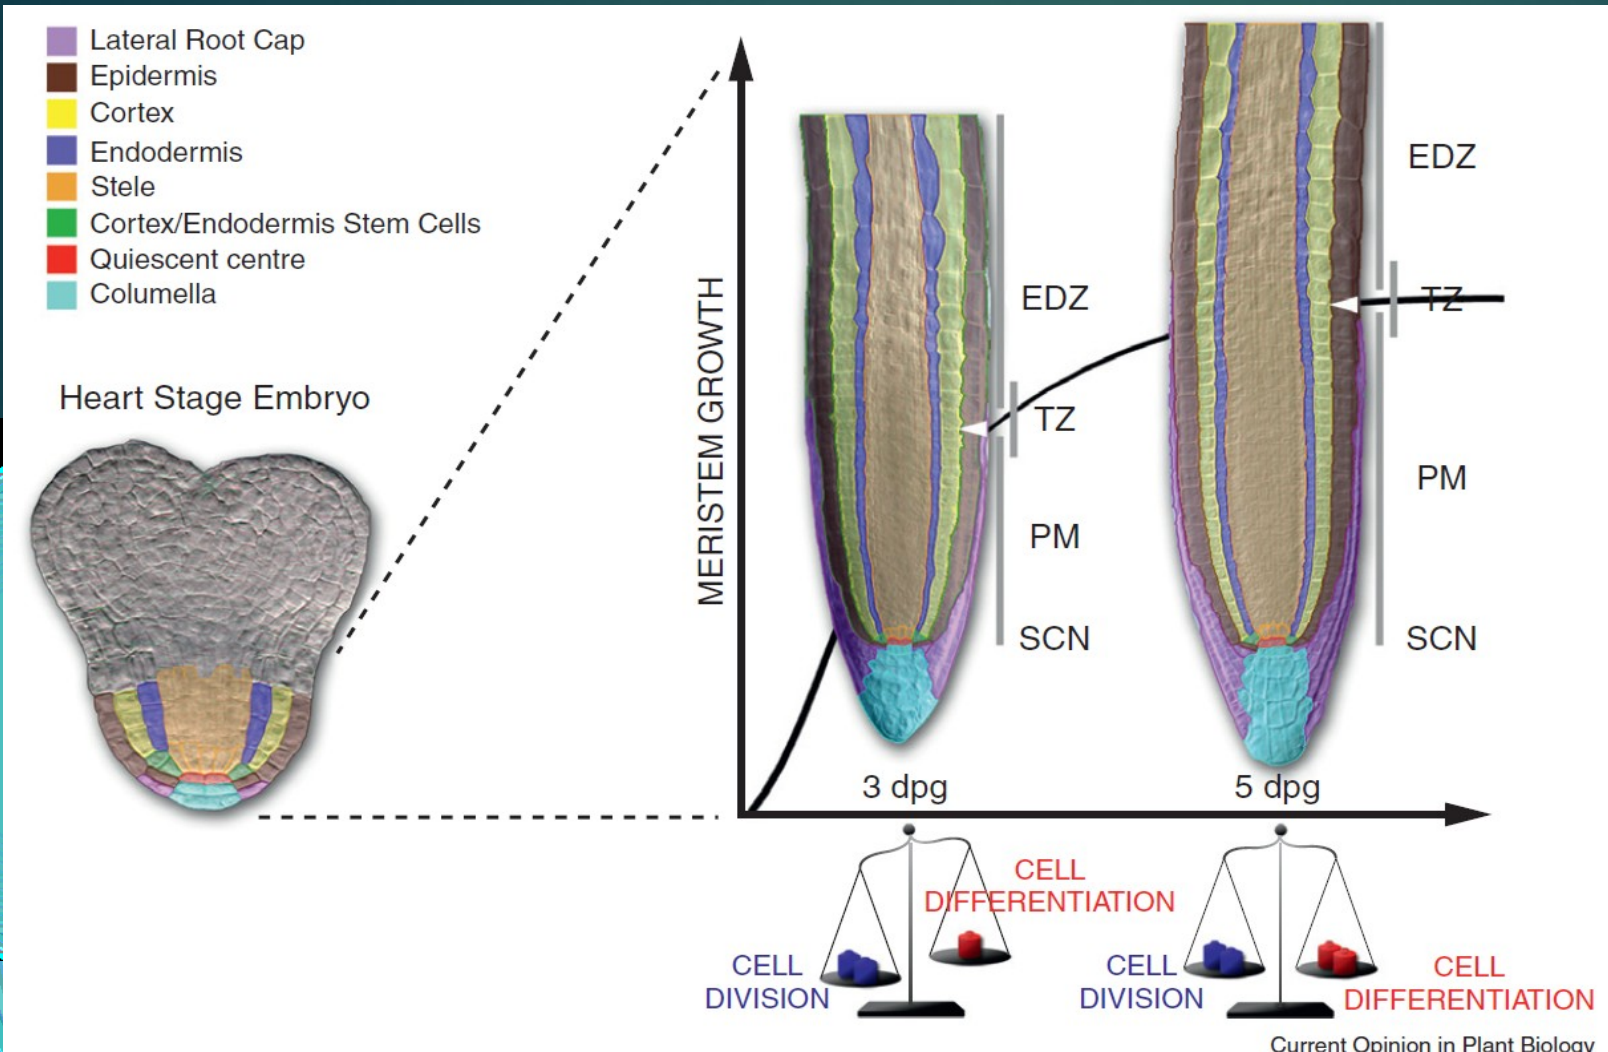 Lateral Root Cap
Epidermis
Cortex
Endodermis
Stele
Cortex/Endodermis Stem Cells
Quiescent centre
Columella
Heart Stage Embryo
MERISTEM GROWTH
EDZ
TZ
PM
SCN
EDZ
TZ
PM
SCN
3 dpg
5 dpg
CELL
DIFFERENTIATION
CELL
DIVISION
CELL
DIVISION
CELL
DIFFERENTIATION
Current Opinion in Plant Biology